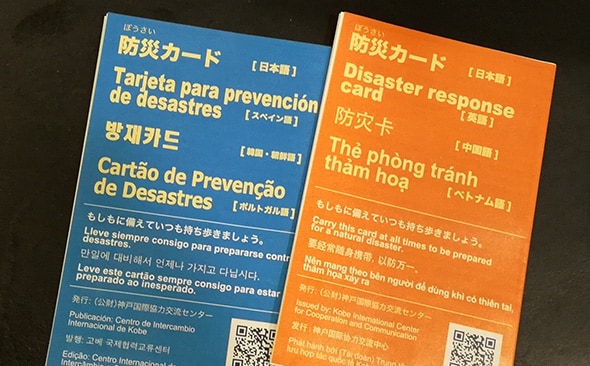 ぼうさい
防災カード [日本語]
Tarjeta para prevención
de desastres [スペイン語]
방재카드 [韓国・朝鮮語]
Cartão de Prevenção
de Desastres [ポルトガル語]
もしもに備えていつも持ち歩きましょう。
Lleve siempre consigo para prepararse contra
desastres.
만일에 대비해서 언제나 가지고 다닙시다.
Leve este cartão sempre consigo para estar
preparado ao inesperado.
発行:(公財)神戸国際協力交流センター
Publicación: Centro de Intercambio
Internacional de Kobe
발행: 고베 국제협력교류센터
Edição: Centro Internacional de
ぼうさい
防災カード [日本語]
Disaster response
card [英語]
防灾卡 [中国語]
Thẻ phòng tránh
thảm hoạ [ベトナム語]
もしもに備えていつも持ち歩きましょう。
Carry this card at all times to be prepared
for a natural disaster.
要经常随身携带,以防万一。
Nên mang theo bên người để dùng khi có thiên tai,
thảm họa xảy ra
発行:(公財)神戸国際協力交流センター
Issued by: Kobe International Center
for Cooperation and Communication
发行:神户国际协力交流中心
Phát hành bởi (Tài đoàn) Trung
lưu hợp tác quốc tế